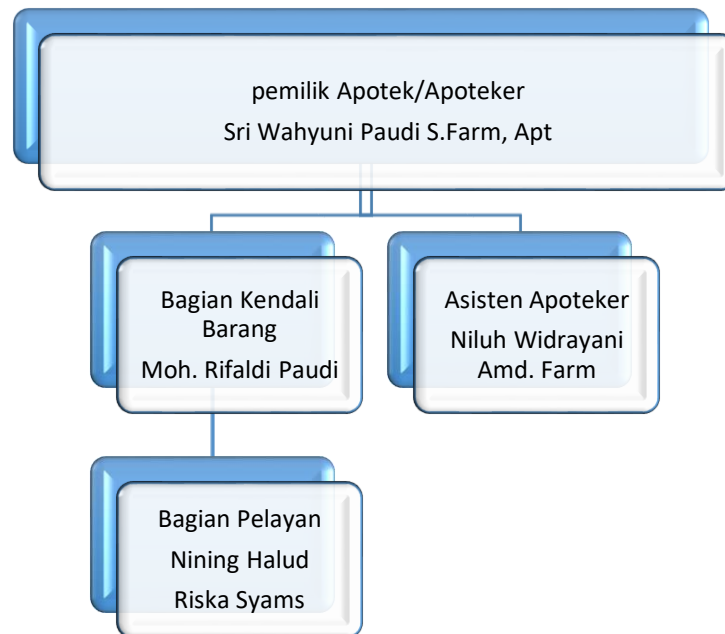 pemilik Apotek/Apoteker
Sri Wahyuni Paudi S.Farm, Apt
Bagian Kendali
Barang
Moh. Rifaldi Paudi
Asisten Apoteker
Niluh Widrayani
Amd. Farm
Bagian Pelayan
Nining Halud
Riska Syams